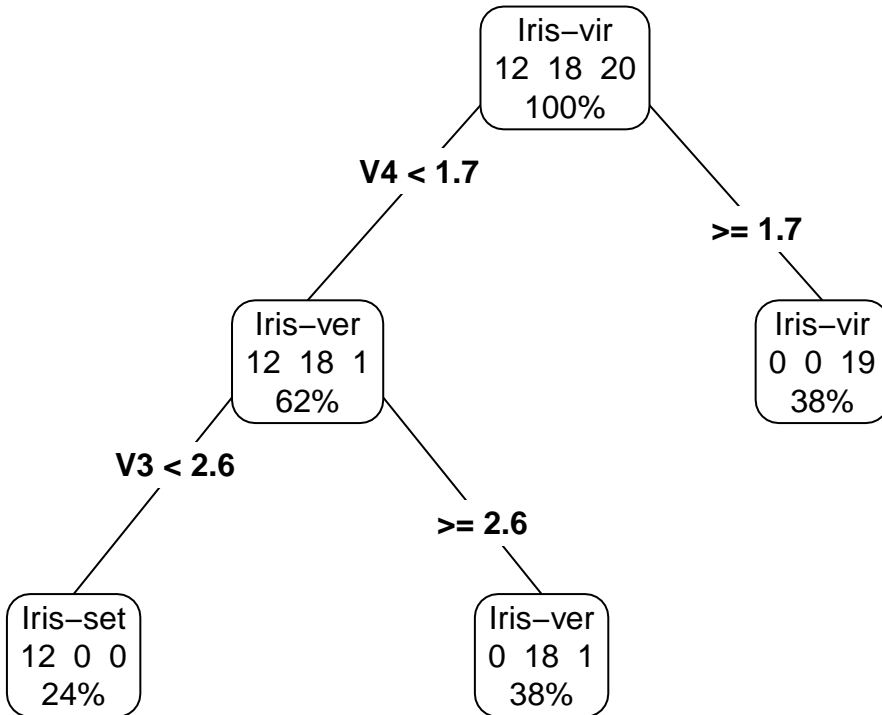 Iris−vir
12 18 20
100%
V4 < 1.7
>= 1.7
Iris−ver
12 18 1
62%
Iris−vir
0 0 19
38%
V3 < 2.6
>= 2.6
Iris−set
12 0 0
24%
Iris−ver
0 18 1
38%